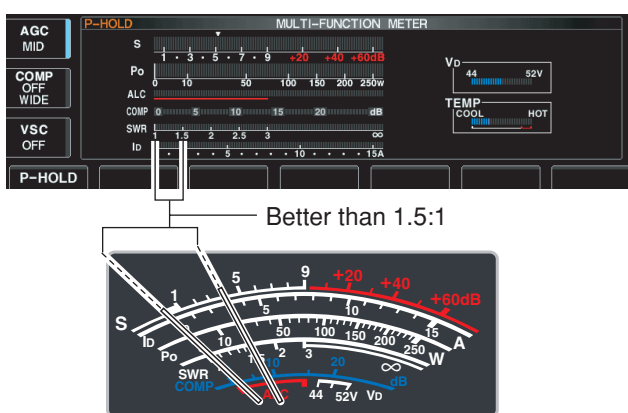 P-HOLD MULTI-FUNCTION METER
AGC
MID
COMP
OFF
WIDE
VSC
OFF
S 1 · 3 · 5 · 7 · 9 +20 +40 +60dB
Po 0 10 50 100 150 200 250W
ALC
COMP 0 5 10 15 20 dB
SWR 1 1.5 2 2.5 3 ∞
ID 5 10 15A
VD
44 52V
TEMP
COOL HOT
P-HOLD
Better than 1.5:1
S 1 5 9 +20 +40 +60dB
ID 0 5 10 15 A
Po 10 50 100 150 200 250 W
SWR 1.5 2 3 ∞
COMP 10 20 dB
ALC 44 52V VD